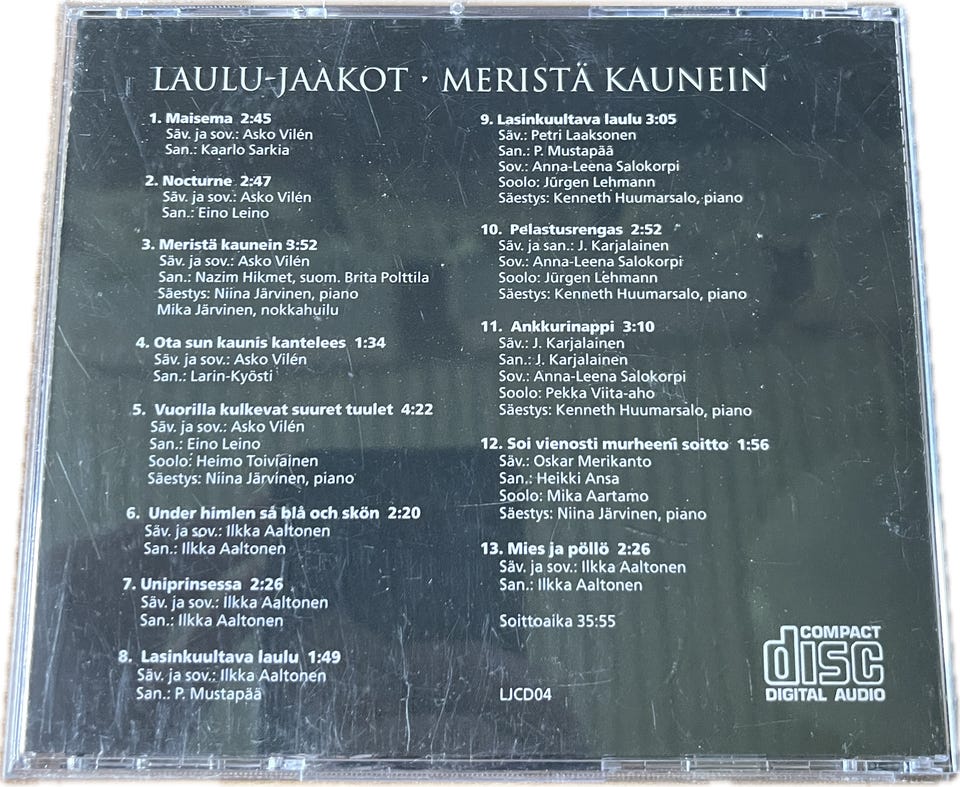 LAULU-JAAKOT · MERISTÄ KAUNEIN
1. Maisema 2:45
Säv. ja sov.: Asko Vilén
San.: Kaarlo Sarkia
2. Nocturne 2:47
Säv. ja sov.: Asko Vilén
San.: Eino Leino
3. Meristä kaunein 3:52
Säv. ja sov.: Asko Vilén
San.: Nazim Hikmet, suom. Brita Polttila
Säestys: Niina Järvinen, piano
Mika Järvinen, nokkahuilu
4. Ota sun kaunis kantelees 1:34
Säv. ja sov.: Asko Vilén
San.: Larin-Kyösti
5. Vuorilla kulkevat suuret tuulet 4:22
Säv. ja sov.: Asko Vilén
San.: Eino Leino
Soolo: Heimo Toiviainen
Säestys: Niina Järvinen, piano
6. Under himlen så blå och skön 2:20
Säv. ja sov.: Ilkka Aaltonen
San.: Ilkka Aaltonen
7. Uniprinsessa 2:26
Säv. ja sov.: Ilkka Aaltonen
San.: Ilkka Aaltonen
8. Lasinkuultava laulu 1:49
Säv. ja sov.: Ilkka Aaltonen
San.: P. Mustapää
9. Lasinkuultava laulu 3:05
Säv.: Petri Laaksonen
San.: P. Mustapää
Sov.: Anna-Leena Salokorpi
Soolo: Jürgen Lehmann
Säestys: Kenneth Huumarsalo, piano
10. Pelastusrengas 2:52
Säv. ja san.: J. Karjalainen
Sov.: Anna-Leena Salokorpi
Soolo: Jürgen Lehmann
Säestys: Kenneth Huumarsalo, piano
11. Ankkurinappi 3:10
Säv.: J. Karjalainen
San.: J. Karjalainen
Sov.: Anna-Leena Salokorpi
Soolo: Pekka Viita-aho
Säestys: Kenneth Huumarsalo, piano
12. Soi vienosti murheeni soitto 1:56
Säv.: Oskar Merikanto
San.: Heikki Ansa
Soolo: Mika Aartamo
Säestys: Niina Järvinen, piano
13. Mies ja pöllö 2:26
Säv. ja sov.: Ilkka Aaltonen
San.: Ilkka Aaltonen
Soittoaika 35:55
LJCD04
COMPACT
disc
DIGITAL AUDIO